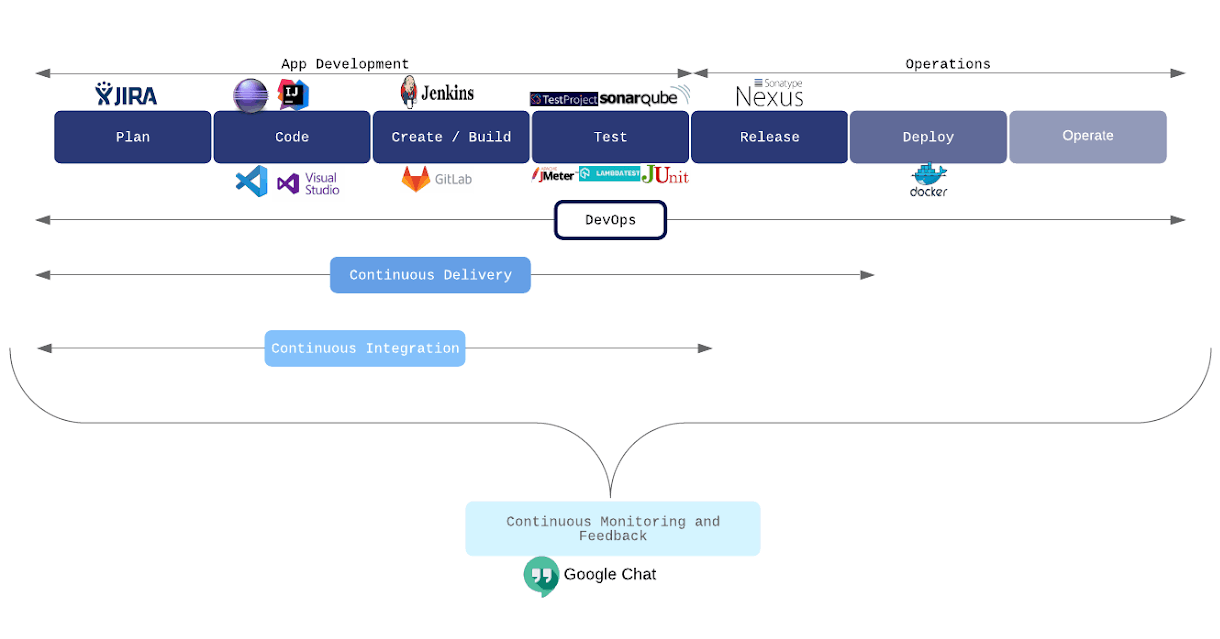 App Development
Operations
JIRA
IJ
Jenkins
TestProject
sonarqube
Sonatype
Nexus
Plan
Code
Create / Build
Test
Release
Deploy
Operate
Visual
Studio
GitLab
APACHE
JMeter
LAMBDATEST
JUnit
docker
DevOps
Continuous Delivery
Continuous Integration
Continuous Monitoring and
Feedback
Google Chat